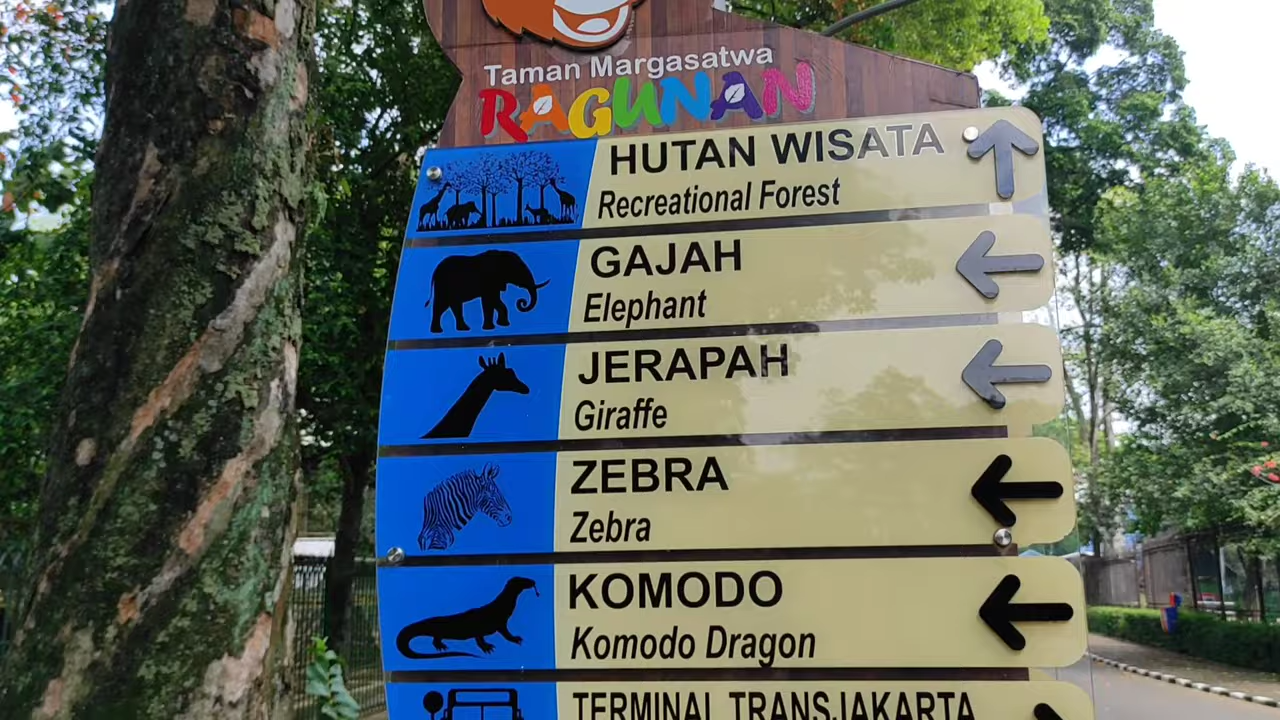 Taman Margasatwa
RAGUNAN
HUTAN WISATA
Recreational Forest
GAJAH
Elephant
JERAPAH
Giraffe
ZEBRA
Zebra
KOMODO
Komodo Dragon
TERMINAL TRANSJAKARTA